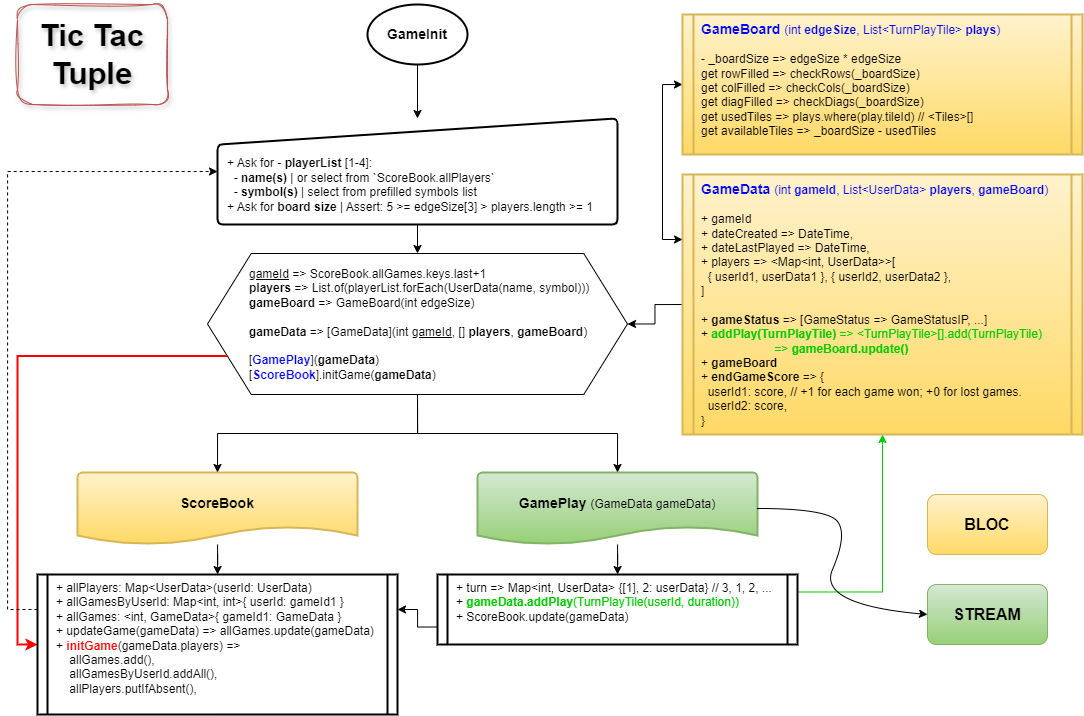 Tic Tac
Tuple
GameInit
+ Ask for - playerList [1-4]:
- name(s) | or select from `ScoreBook.allPlayers`
- symbol(s) | select from prefilled symbols list
+ Ask for board size | Assert: 5 >= edgeSize[3] > players.length >= 1
gameId => ScoreBook.allGames.keys.last+1
players => List.of(playerList.forEach(UserData(name, symbol)))
gameBoard => GameBoard(int edgeSize)
gameData => [GameData](int gameId, [] players, gameBoard)
[GamePlay](gameData)
[ScoreBook].initGame(gameData)
GameBoard (int edgeSize, List<TurnPlayTile> plays)
- _boardSize => edgeSize * edgeSize
get rowFilled => checkRows(_boardSize)
get colFilled => checkCols(_boardSize)
get diagFilled => checkDiags(_boardSize)
get usedTiles => plays.where(play.tileId) // <Tiles>[]
get availableTiles => _boardSize - usedTiles
GameData (int gameId, List<UserData> players, gameBoard)
+ gameId
+ dateCreated => DateTime,
+ dateLastPlayed => DateTime,
+ players => <Map<int, UserData>>[
{ userId1, userData1 }, { userId2, userData2 },
]
+ gameStatus => [GameStatus => GameStatusIP, ...]
+ addPlay(TurnPlayTile) => <TurnPlayTile>[].add(TurnPlayTile)
=> gameBoard.update()
+ gameBoard
+ endGameScore => {
userId1: score, // +1 for each game won; +0 for lost games.
userId2: score,
}
ScoreBook
GamePlay (GameData gameData)
BLOC
STREAM
+ allPlayers: Map<UserData>(userId: UserData)
+ allGamesByUserId: Map<int, int>{ userId: gameId1 }
+ allGames: <int, GameData>{ gameId1: GameData }
+ updateGame(gameData) => allGames.update(gameData)
+ initGame(gameData.players) =>
allGames.add(),
allGamesByUserId.addAll(),
allPlayers.putIfAbsent(),
+ turn => Map<int, UserData> {[1], 2: userData} // 3, 1, 2, ...
+ gameData.addPlay(TurnPlayTile(userId, duration))
+ ScoreBook.update(gameData)